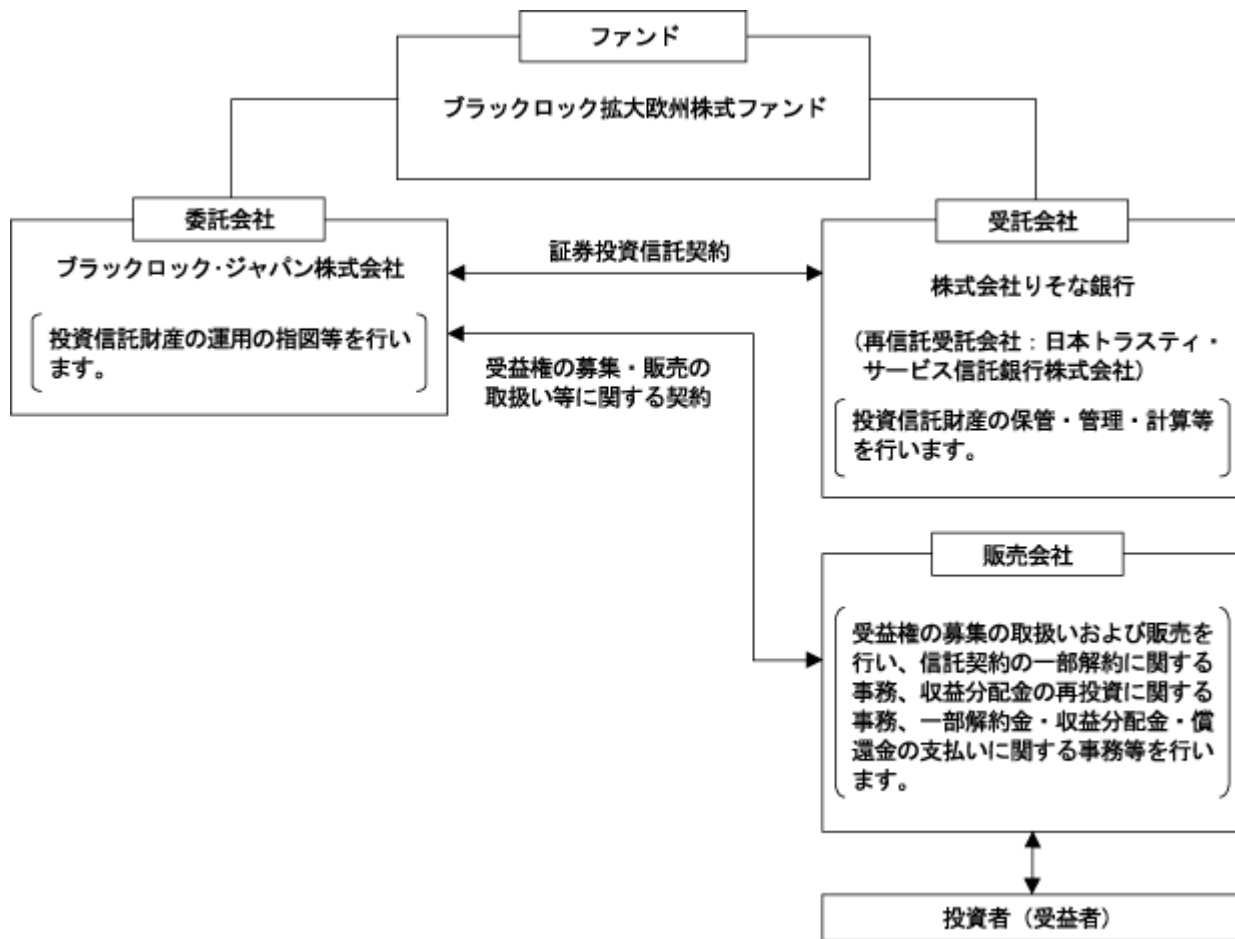 ファンド
ブラックロック拡大欧州株式ファンド
委託会社
ブラックロック・ジャパン株式会社
投資信託財産の運用の指図等を行い
ます。
証券投資信託契約
受益権の募集・販売の
取扱い等に関する契約
受託会社
株式会社りそな銀行
(再信託受託会社：日本トラスティ・
サービス信託銀行株式会社)
投資信託財産の保管・管理・計算等
を行います。
販売会社
受益権の募集の取扱いおよび販売を
行い、信託契約の一部解約に関する
事務、収益分配金の再投資に関する
事務、一部解約金・収益分配金・償
還金の支払いに関する事務等を行い
ます。
投資者（受益者）